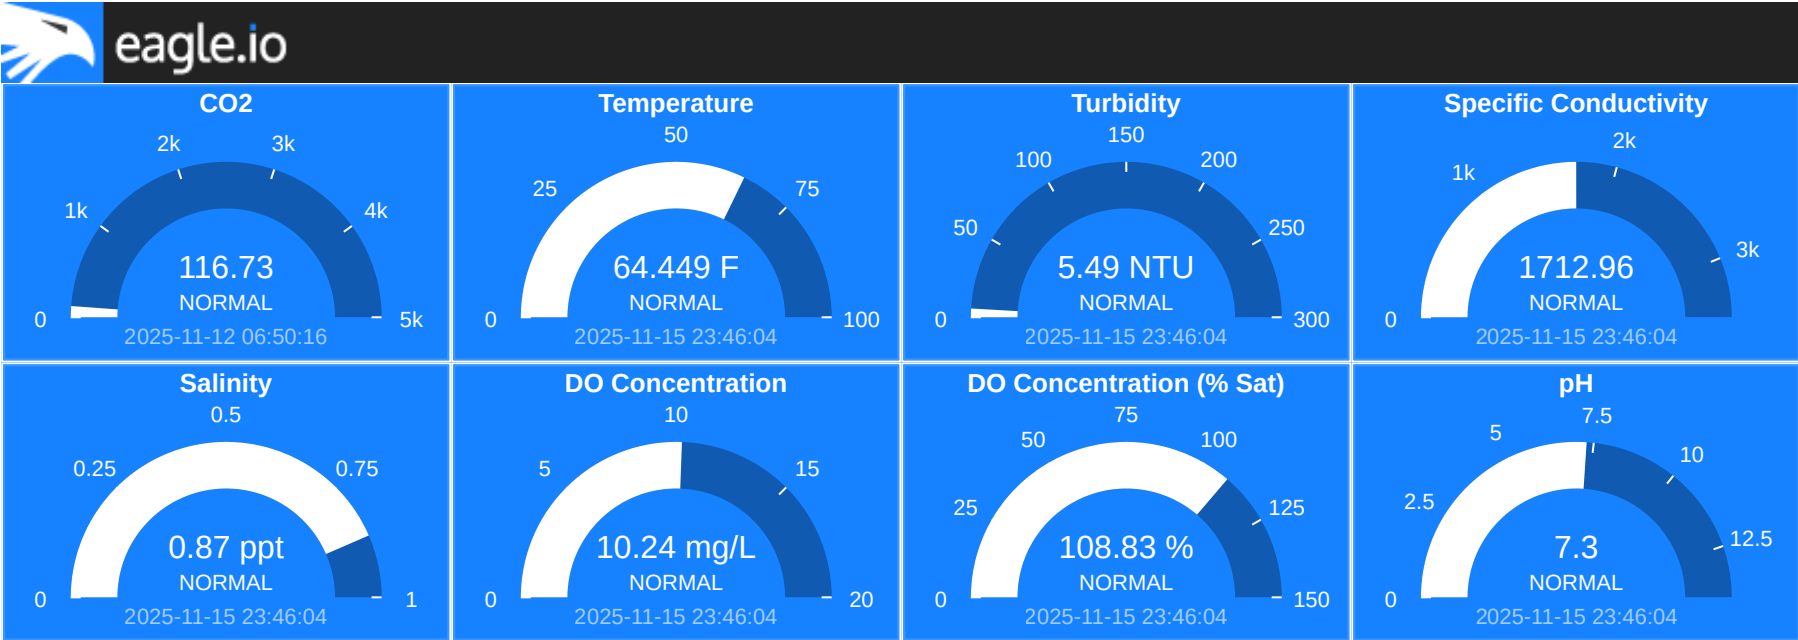 eagle.io
CO2
2k
3k
1k
4k
116.73
NORMAL
0
5k
2025-11-12 06:50:16
Temperature
50
25
75
64.449 F
NORMAL
0
100
2025-11-15 23:46:04
Turbidity
150
100
200
50
250
5.49 NTU
NORMAL
0
300
2025-11-15 23:46:04
Specific Conductivity
2k
1k
3k
1712.96
NORMAL
0
2025-11-15 23:46:04
Salinity
0.5
0.25
0.75
0.87 ppt
NORMAL
0
1
2025-11-15 23:46:04
DO Concentration
10
5
15
10.24 mg/L
NORMAL
0
20
2025-11-15 23:46:04
DO Concentration (% Sat)
75
50
100
25
125
108.83 %
NORMAL
0
150
2025-11-15 23:46:04
pH
7.5
5
10
2.5
12.5
7.3
NORMAL
0
2025-11-15 23:46:04